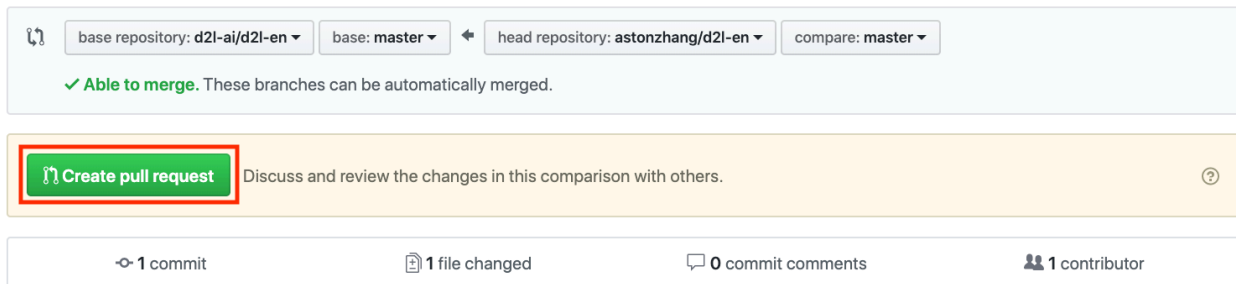 base repository: d2l-ai/d2l-en base: master head repository: astonzhang/d2l-en compare: master
Able to merge. These branches can be automatically merged.
Create pull request Discuss and review the changes in this comparison with others.
1 commit 1 file changed 0 commit comments 1 contributor